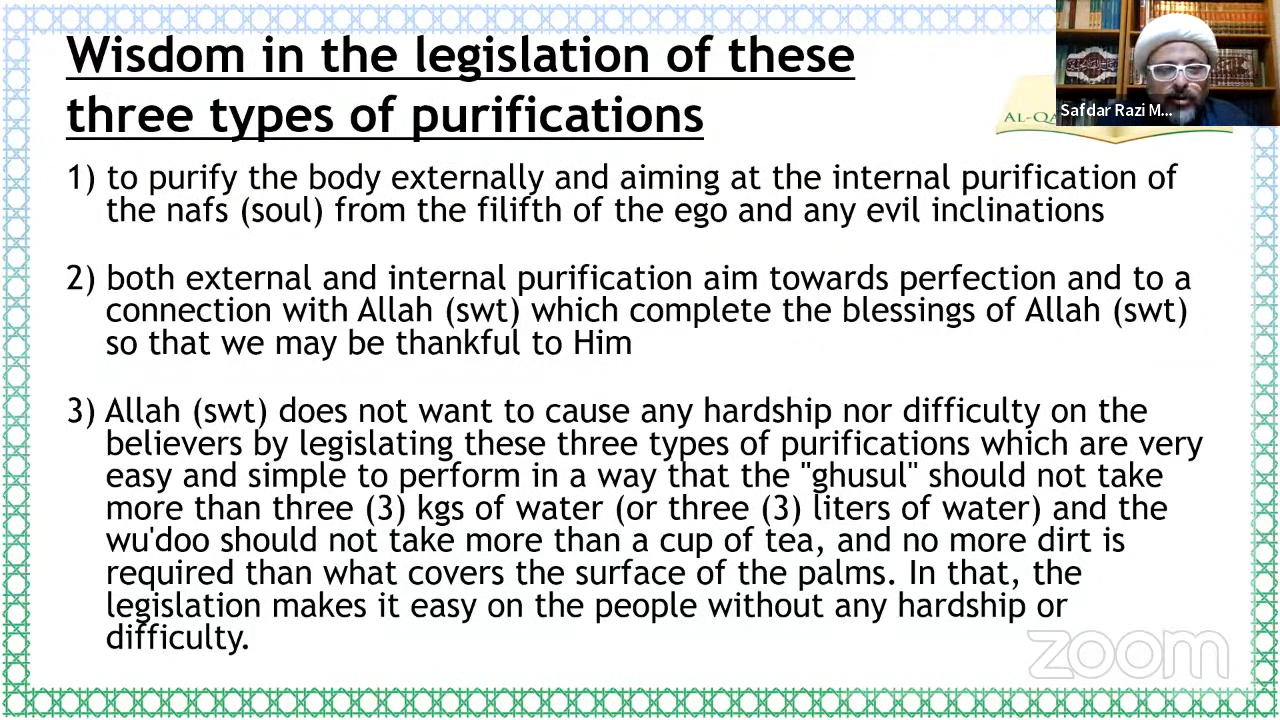 Wisdom in the legislation of these
three types of purifications
AL-QA
Safdar Razi M...
1) to purify the body externally and aiming at the internal purification of
the nafs (soul) from the filifth of the ego and any evil inclinations
2) both external and internal purification aim towards perfection and to a
connection with Allah (swt) which complete the blessings of Allah (swt)
so that we may be thankful to Him
3) Allah (swt) does not want to cause any hardship nor difficulty on the
believers by legislating these three types of purifications which are very
easy and simple to perform in a way that the "ghusul" should not take
more than three (3) kgs of water (or three (3) liters of water) and the
wu'doo should not take more than a cup of tea, and no more dirt is
required than what covers the surface of the palms. In that, the
legislation makes it easy on the people without any hardship or
difficulty.
zoom